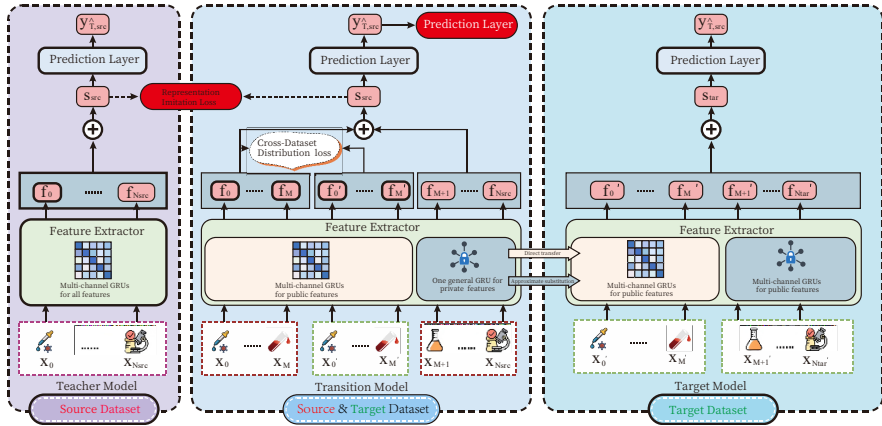 ŷT,src
Prediction Layer
ssrc
f0 ...... fNsrc
Feature Extractor
Multi-channel GRUs
for all features
X0 ...... XNsrc
Teacher Model
Source Dataset
Representation
Imitation Loss
ŷT,src
Prediction Layer
Prediction Layer
ssrc
Cross-Dataset
Distribution loss
f0 ...... fM
f0' ...... fM'
fM+1 ...... fNsrc
Feature Extractor
Multi-channel GRUs
for public features
One general GRU for
private features
X0 ...... XM
X0' ...... XM'
XM+1 ...... XNsrc
Transition Model
Source & Target Dataset
Direct transfer
Approximate substitution
ŷT,src
Prediction Layer
star
f0' ...... fM' fM+1' ...... fNtar'
Feature Extractor
Multi-channel GRUs
for public features
Multi-channel GRUs
for public features
X0' ...... XM'
XM+1' ...... XNtar'
Target Model
Target Dataset